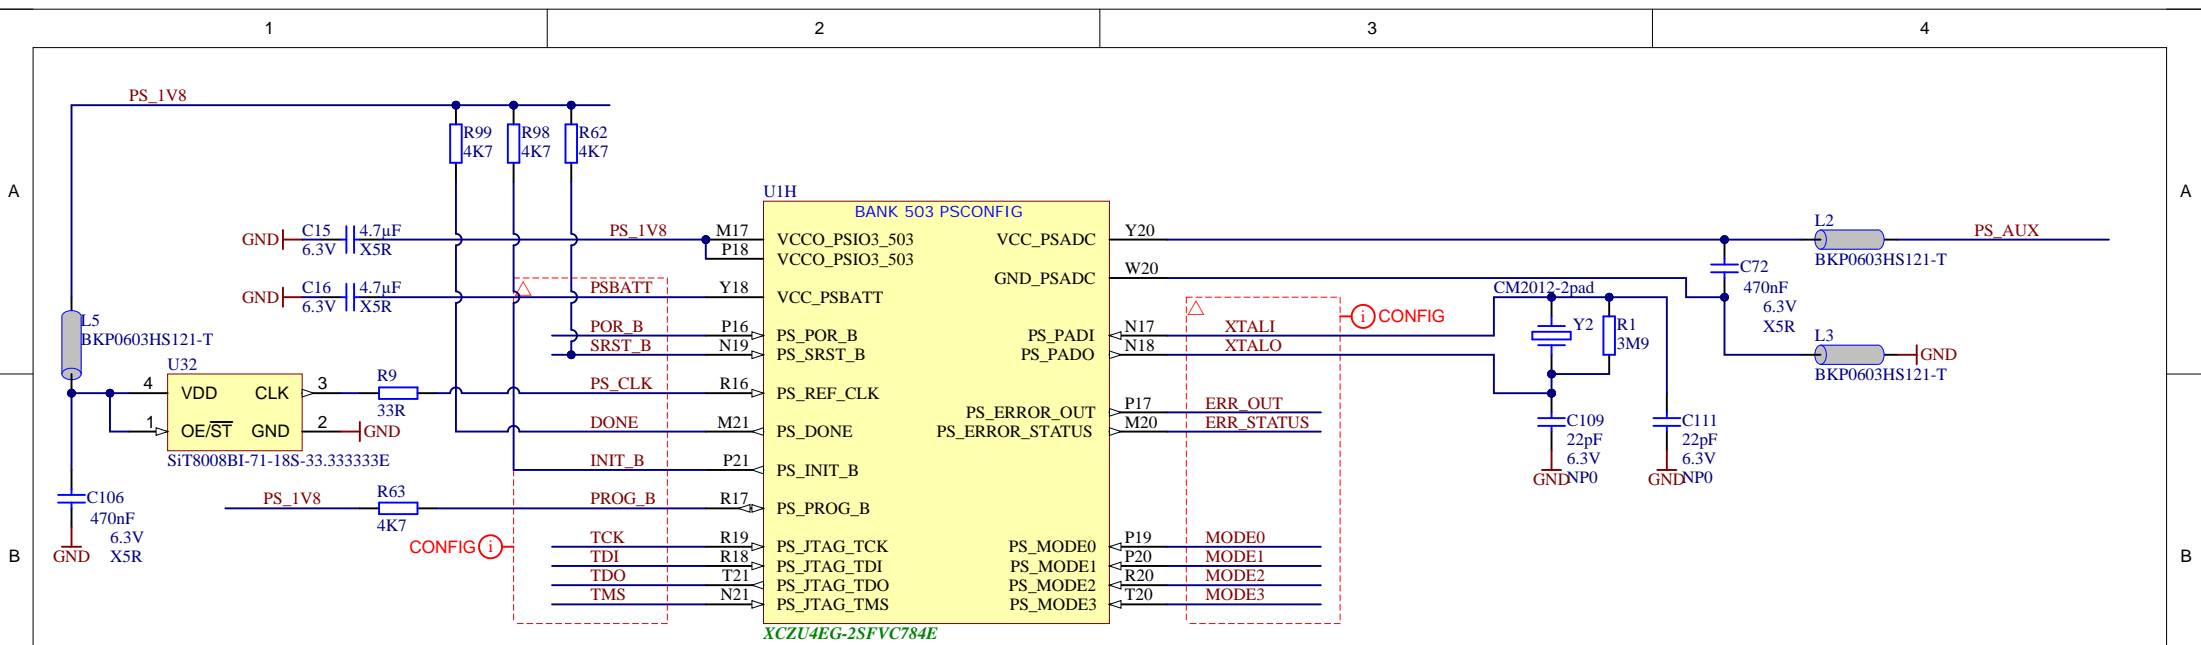 1 2 3 4
PS_1V8
R99 R98 R62
4K7 4K7 4K7
A A
U1H
BANK 503 PSCONFIG
GND C15 4.7µF
6.3V X5R
PS_1V8 M17 VCCO_PSIO3_503
P18 VCCO_PSIO3_503
GND C16 4.7µF
6.3V X5R
PSBATT Y18 VCC_PSBATT
POR_B P16 PS_POR_B
SRST_B N19 PS_SRST_B
L5
BKP0603HS121-T
U32
4 VDD CLK 3
1 OE/ST GND 2 GND
SiT8008BI-71-18S-33.333333E
R9
33R
PS_CLK R16 PS_REF_CLK
DONE M21 PS_DONE
INIT_B P21 PS_INIT_B
C106
470nF
6.3V
X5R
GND
PS_1V8 R63
4K7
PROG_B R17 PS_PROG_B
CONFIG i
TCK R19 PS_JTAG_TCK
TDI R18 PS_JTAG_TDI
TDO T21 PS_JTAG_TDO
TMS N21 PS_JTAG_TMS
XCZU4EG-2SFVC784E
VCC_PSADC Y20
GND_PSADC W20
L2
BKP0603HS121-T
PS_AUX
C72
470nF
6.3V
X5R
L3 GND
BKP0603HS121-T
CM2012-2pad
i CONFIG
PS_PADI N17 XTALI
PS_PADO N18 XTALO
Y2 R1
3M9
PS_ERROR_OUT P17 ERR_OUT
PS_ERROR_STATUS M20 ERR_STATUS
C109 C111
22pF 22pF
6.3V 6.3V
GND NP0 GND NP0
PS_MODE0 P19 MODE0
PS_MODE1 P20 MODE1
PS_MODE2 R20 MODE2
PS_MODE3 T20 MODE3
B B